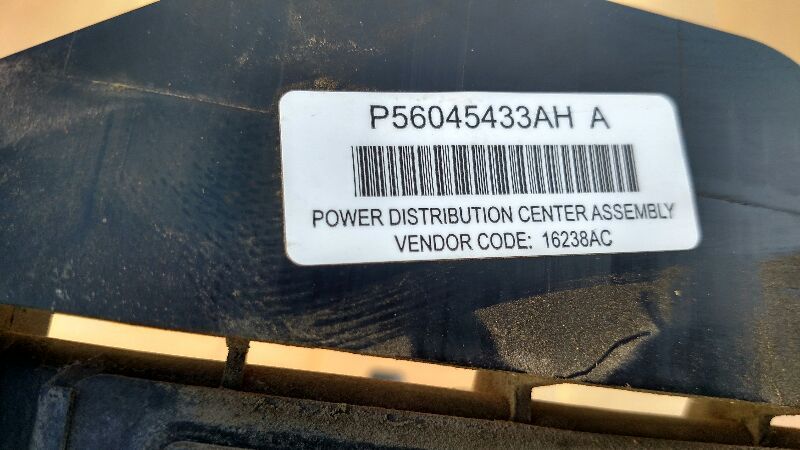 P56045433AH A
POWER DISTRIBUTION CENTER ASSEMBLY
VENDOR CODE: 16238AC